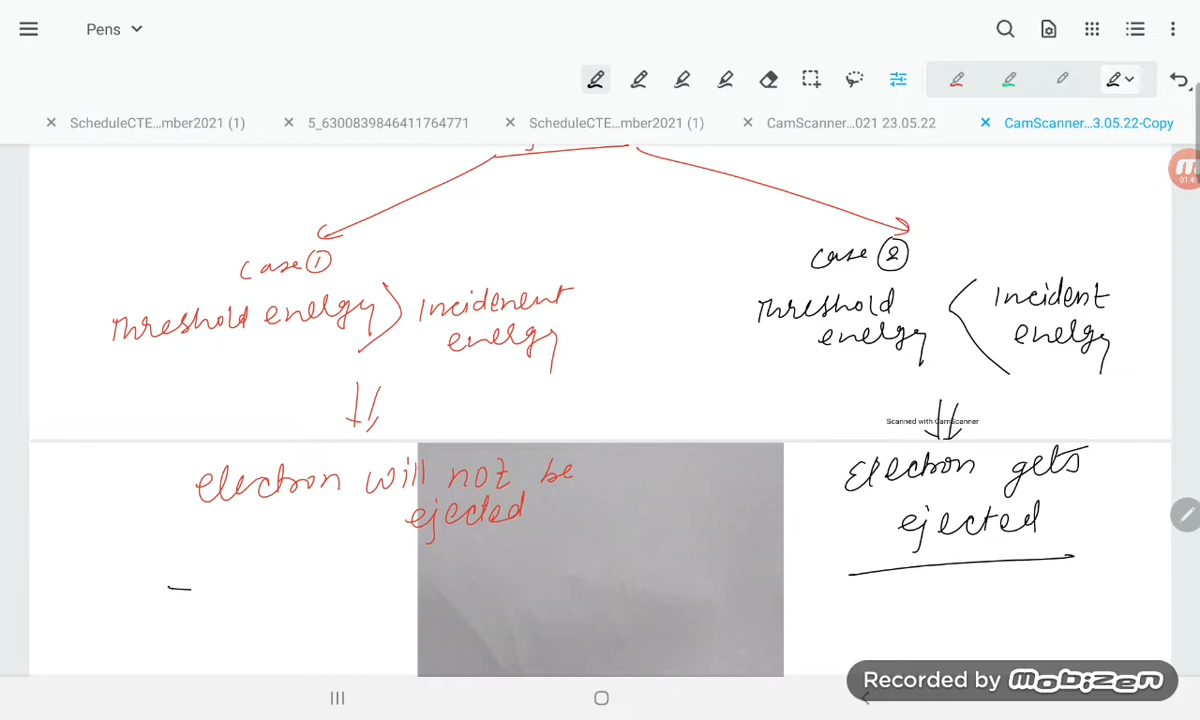 Pens
ScheduleCTE...mber2021 (1)
5_6300839846411764771
ScheduleCTE...mber2021 (1)
CamScanner...021 23.05.22
CamScanner...3.05.22-Copy
01:4
Case ①
Threshold energy > Incidenent
energy
Case ②
Threshold
energy < Incident
energy
Scanned with CamScanner
electron will not be
ejected
Electron gets
ejected
Recorded by mobizen